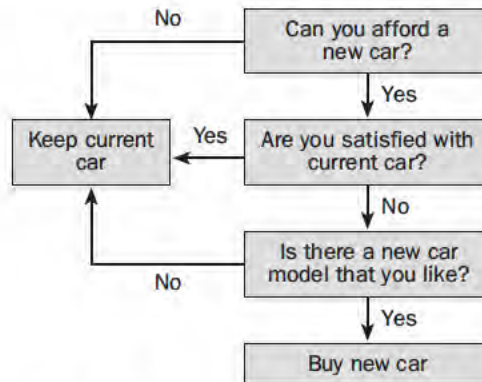 No
Can you afford a
new car?
Yes
Keep current
car
Yes
Are you satisfied with
current car?
No
Is there a new car
model that you like?
No
Yes
Buy new car